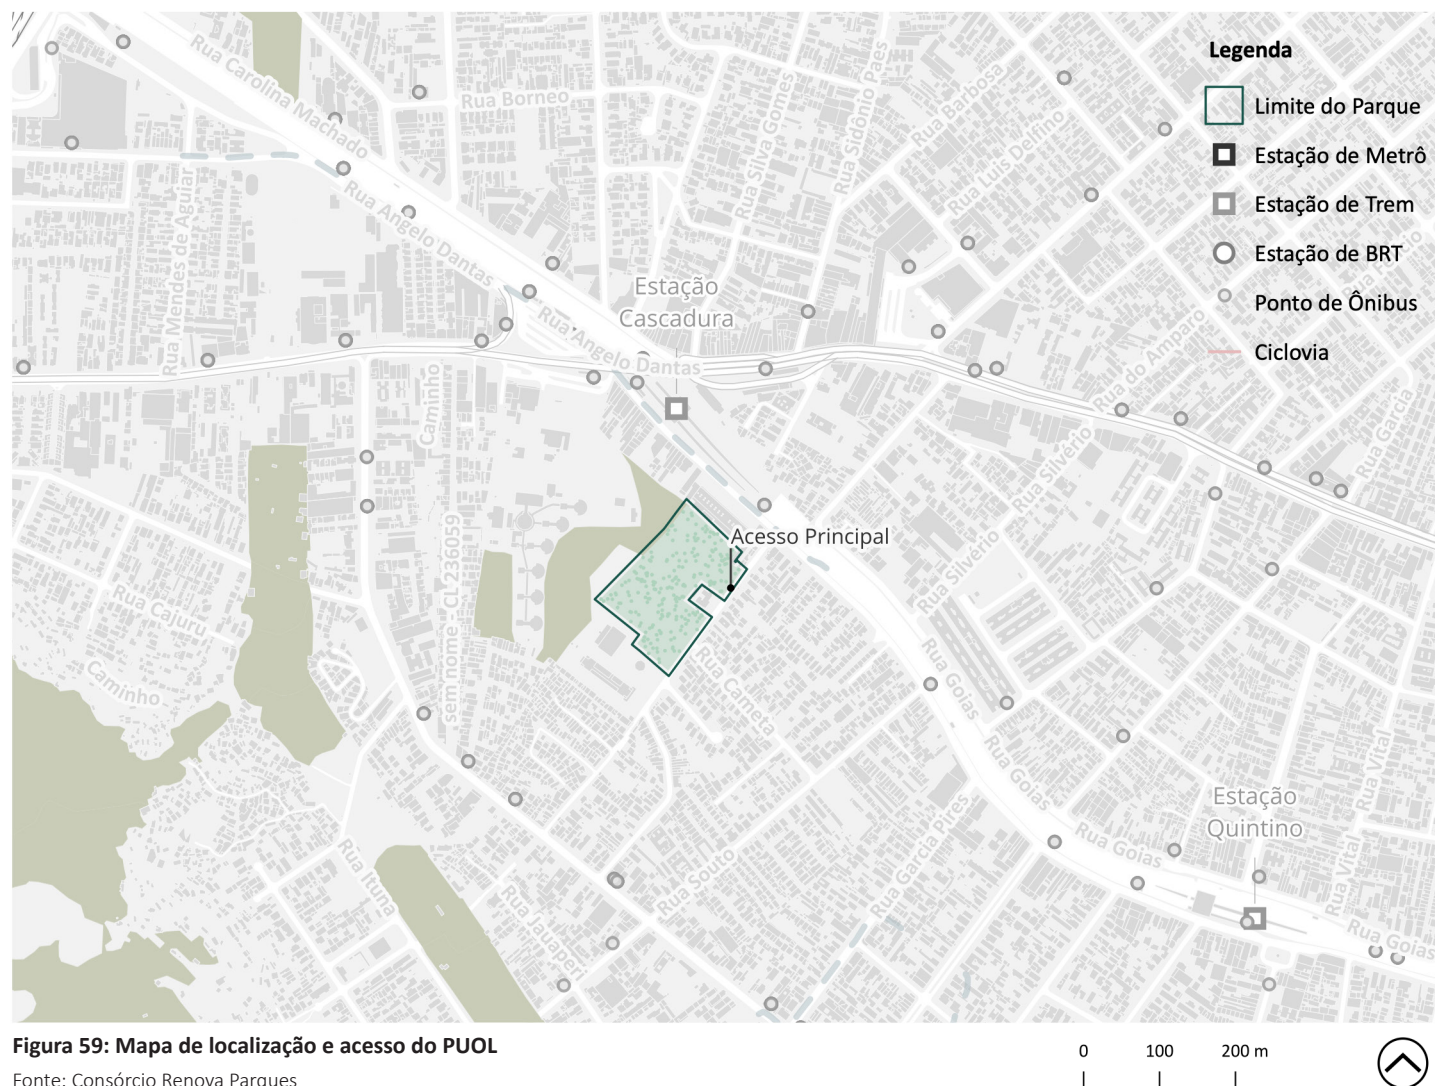 Legenda
Limite do Parque
Estação de Metrô
Estação de Trem
Estação de BRT
Ponto de Ônibus
Ciclovia
Rua Carolina Machado
Rua Borneo
Rua Silva Gomes
Rua Sidônio Paes
Rua Barbosa
Rua Luís Delfino
Rua Mendes de Aguiar
Rua Angelo Dantas
Estação
Cascadura
Rua Angelo Dantas
Rua do Amparo
Rua Garcia
Caminho
sem nome - CL 236059
Rua Silvério
Rua Silvério
Acesso Principal
Rua Cajuru
Caminho
Rua Cametá
Rua Goias
Rua Goias
Rua Vital
Estação
Quintino
Rua Goias
Rua Vital
Rua Goias
Rua Garcia Pires
Rua Souto
Rua Iguaperi
Rua Ituna
Figura 59: Mapa de localização e acesso do PUOL
Fonte: Consórcio Renova Parques
0 100 200 m